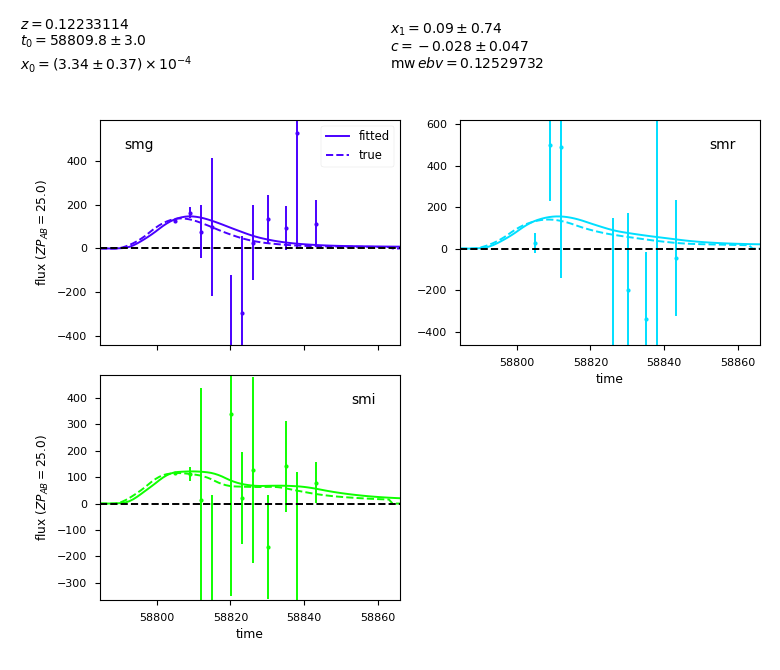 z = 0.12233114
t₀ = 58809.8 ± 3.0
x₀ = (3.34 ± 0.37) × 10⁻⁴
x₁ = 0.09 ± 0.74
c = −0.028 ± 0.047
mw ebv = 0.12529732
smg
fitted
true
400
200
0
−200
−400
flux (ZP_AB = 25.0)
smr
600
400
200
0
−200
−400
58800 58820 58840 58860
time
smi
400
300
200
100
0
−100
−200
−300
flux (ZP_AB = 25.0)
58800 58820 58840 58860
time